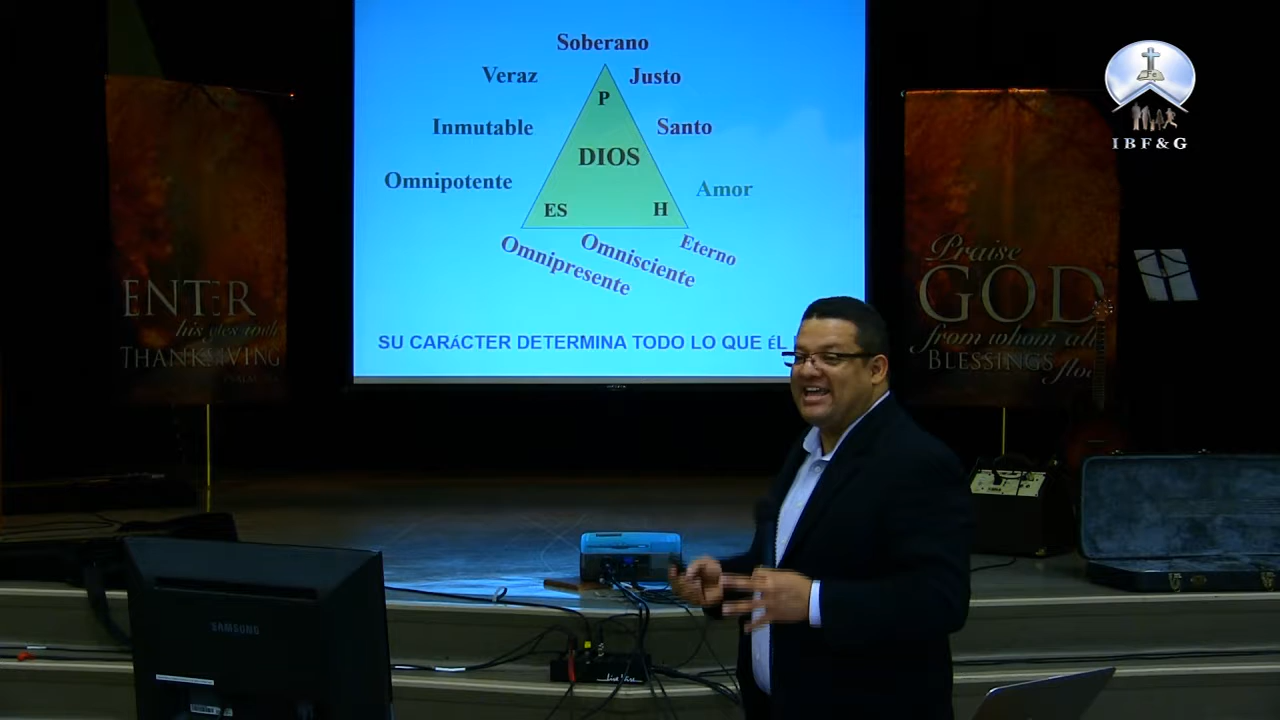 Soberano
Veraz
Justo
P
Inmutable
Santo
DIOS
Omnipotente
Amor
ES
H
Omnipresente
Omnisciente
Eterno
SU CARáCTER DETERMINA TODO LO QUE éL
IBF&G
ENTER
his gates with
THANKSGIVING
Praise
GOD
from whom all
BLESSINGS
flow
SAMSUNG